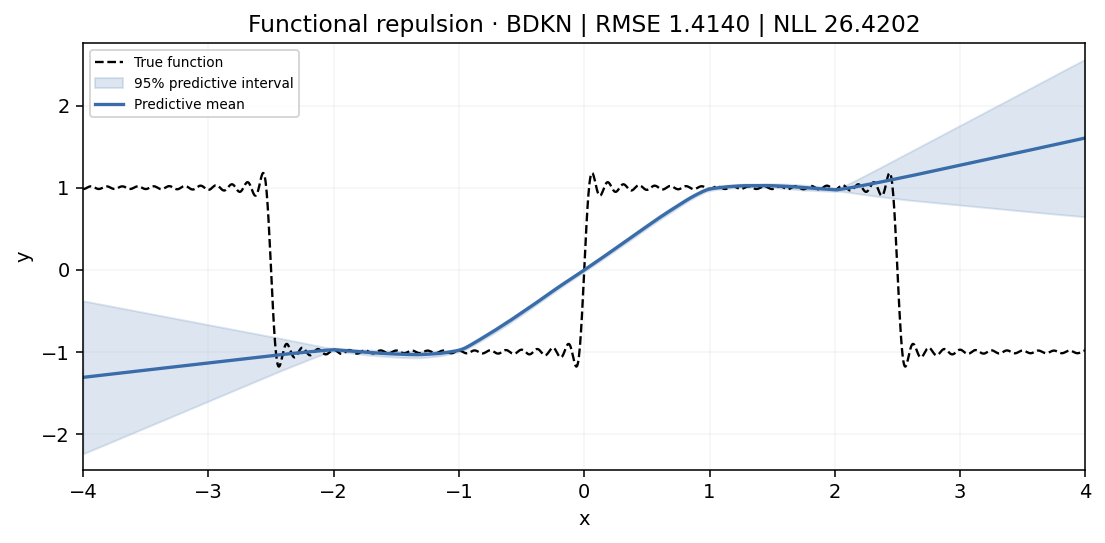 Functional repulsion · BDKN | RMSE 1.4140 | NLL 26.4202
True function
95% predictive interval
Predictive mean
y
2
1
0
−1
−2
−4 −3 −2 −1 0 1 2 3 4
x